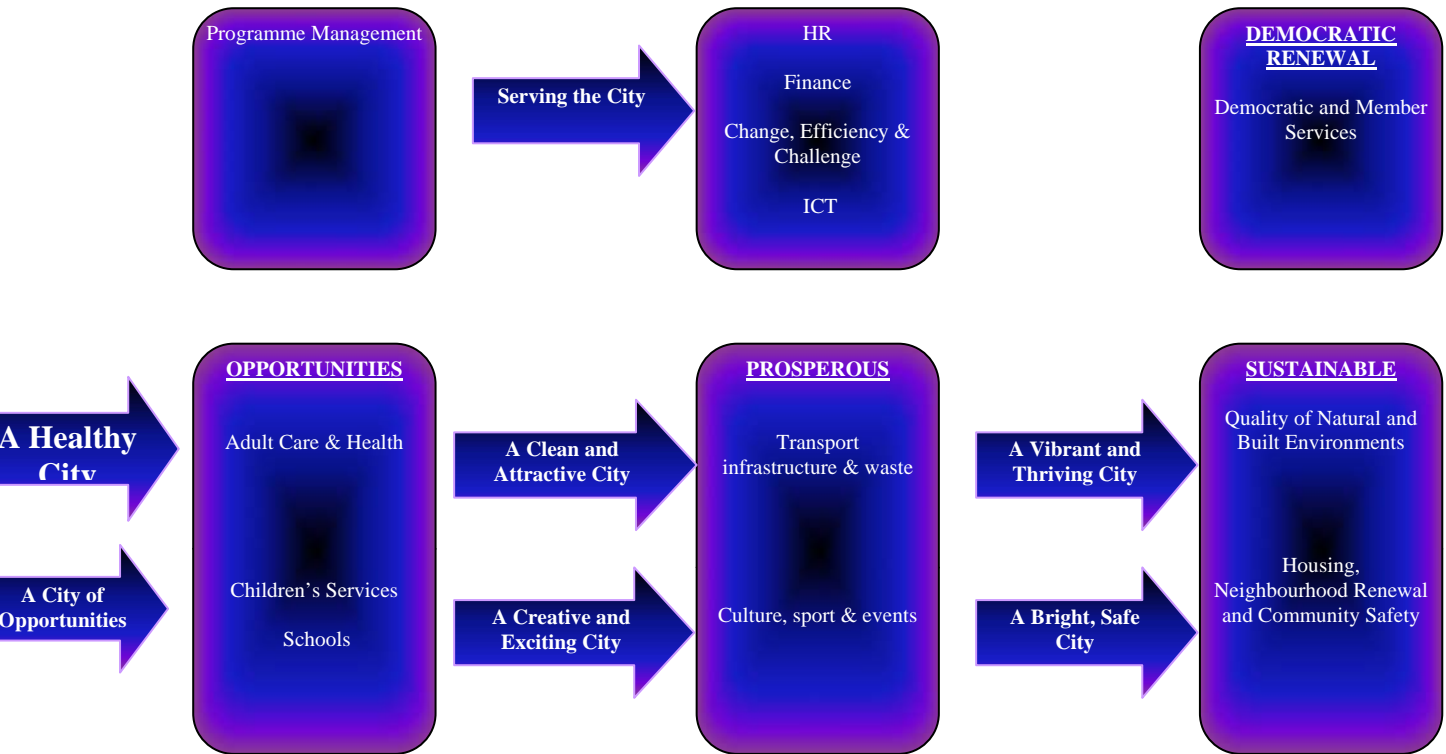 Programme Management
Serving the City
HR
Finance
Change, Efficiency &
Challenge
ICT
DEMOCRATIC
RENEWAL
Democratic and Member
Services
A Healthy
City
A City of
Opportunities
OPPORTUNITIES
Adult Care & Health
Children’s Services
Schools
A Clean and
Attractive City
A Creative and
Exciting City
PROSPEROUS
Transport
infrastructure & waste
Culture, sport & events
A Vibrant and
Thriving City
A Bright, Safe
City
SUSTAINABLE
Quality of Natural and
Built Environments
Housing,
Neighbourhood Renewal
and Community Safety